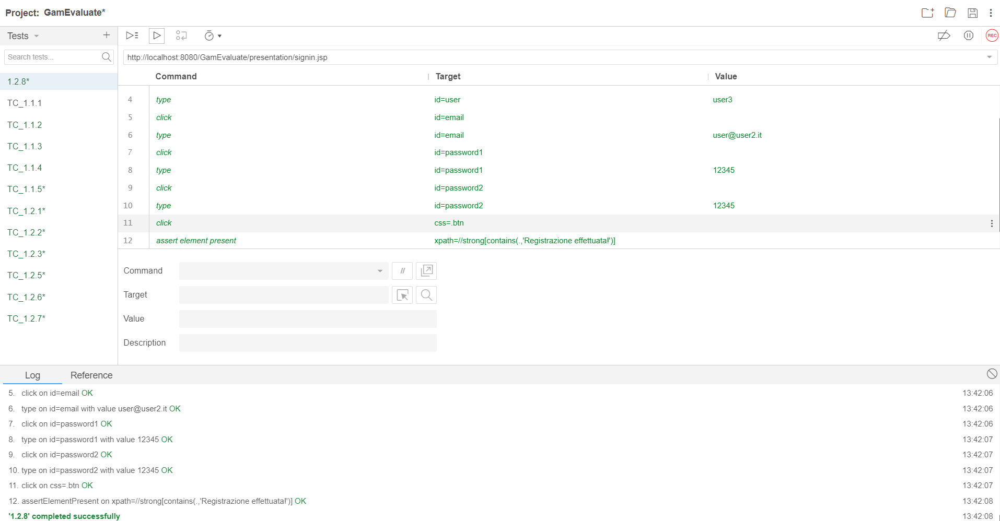 Project: GamEvaluate*
Tests
Search tests...
1.2.8*
TC_1.1.1
TC_1.1.2
TC_1.1.3
TC_1.1.4
TC_1.1.5*
TC_1.2.1*
TC_1.2.2*
TC_1.2.3*
TC_1.2.5*
TC_1.2.6*
TC_1.2.7*
REC
http://localhost:8080/GamEvaluate/presentation/signin.jsp
Command Target Value
4 type id=user user3
5 click id=email
6 type id=email user@user2.it
7 click id=password1
8 type id=password1 12345
9 click id=password2
10 type id=password2 12345
11 click css=.btn
12 assert element present xpath=//strong[contains(.,'Registrazione effettuata!')]
Command //
Target
Value
Description
Log Reference
5. click on id=email OK 13:42:06
6. type on id=email with value user@user2.it OK 13:42:06
7. click on id=password1 OK 13:42:06
8. type on id=password1 with value 12345 OK 13:42:07
9. click on id=password2 OK 13:42:07
10. type on id=password2 with value 12345 OK 13:42:07
11. click on css=.btn OK 13:42:07
12. assertElementPresent on xpath=//strong[contains(.,'Registrazione effettuata!')] OK 13:42:08
'1.2.8' completed successfully 13:42:08